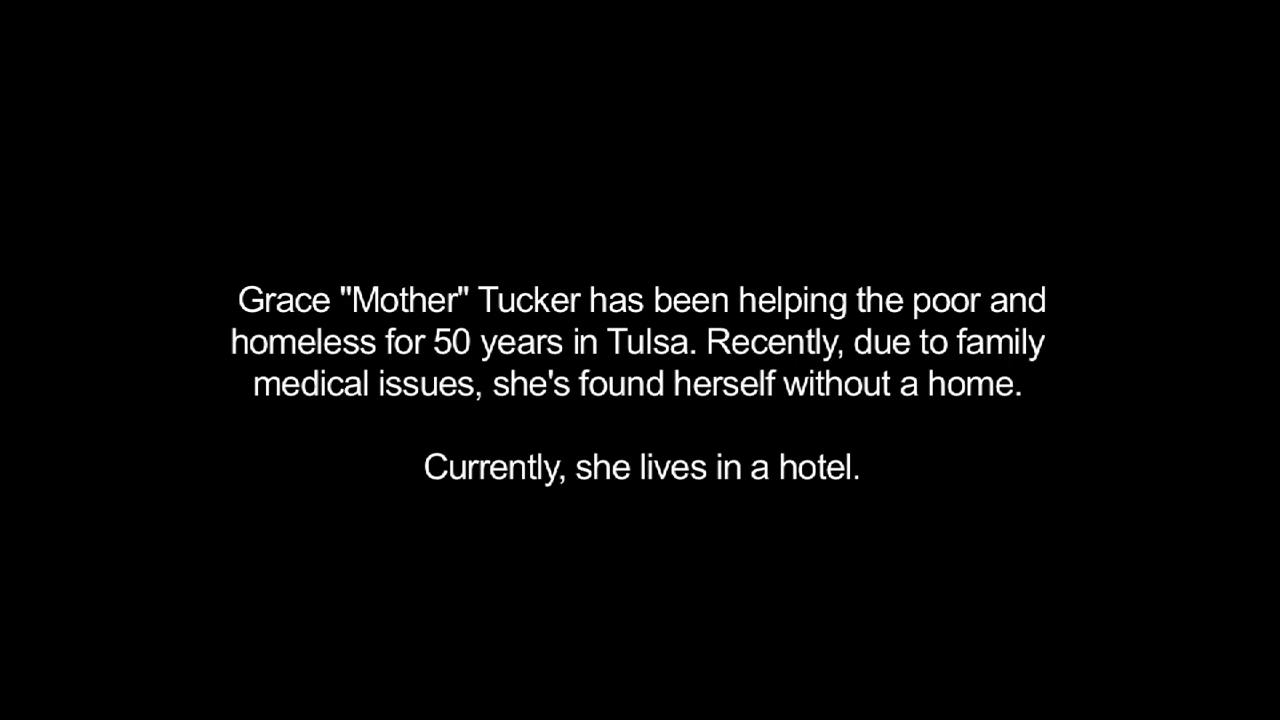 Grace "Mother" Tucker has been helping the poor and
homeless for 50 years in Tulsa. Recently, due to family
medical issues, she's found herself without a home.
Currently, she lives in a hotel.